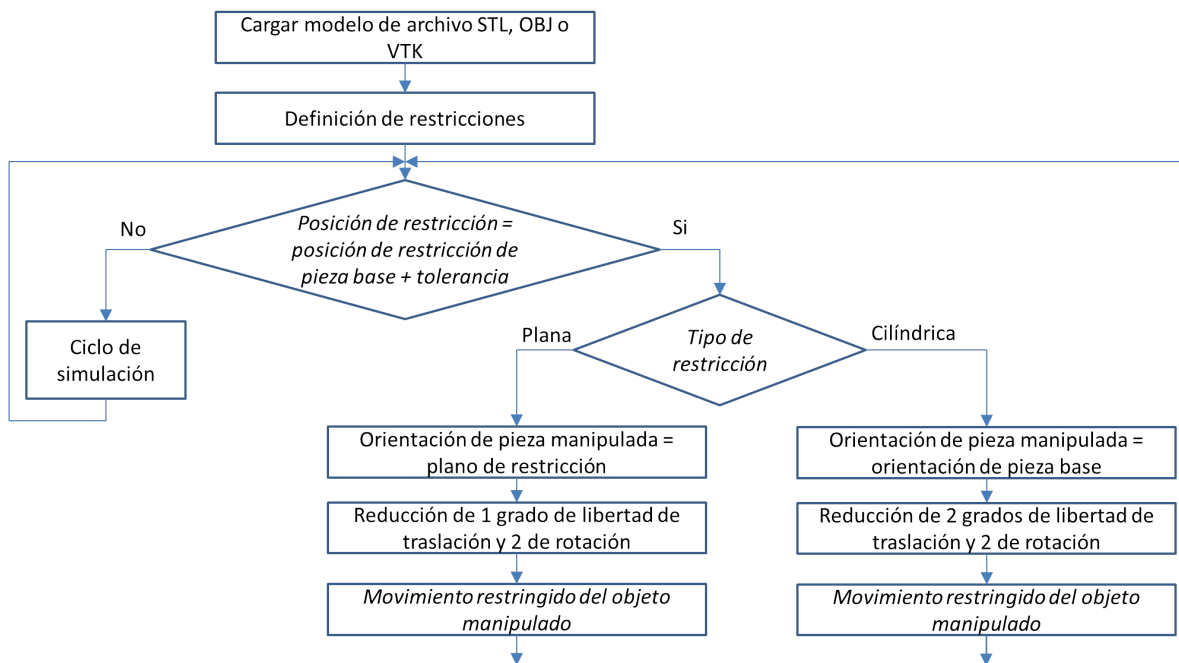 Cargar modelo de archivo STL, OBJ o
VTK
Definición de restricciones
No
Posición de restricción =
posición de restricción de
pieza base + tolerancia
Si
Ciclo de
simulación
Plana
Tipo de
restricción
Cilíndrica
Orientación de pieza manipulada =
plano de restricción
Orientación de pieza manipulada =
orientación de pieza base
Reducción de 1 grado de libertad de
traslación y 2 de rotación
Reducción de 2 grados de libertad de
traslación y 2 de rotación
Movimiento restringido del objeto
manipulado
Movimiento restringido del objeto
manipulado